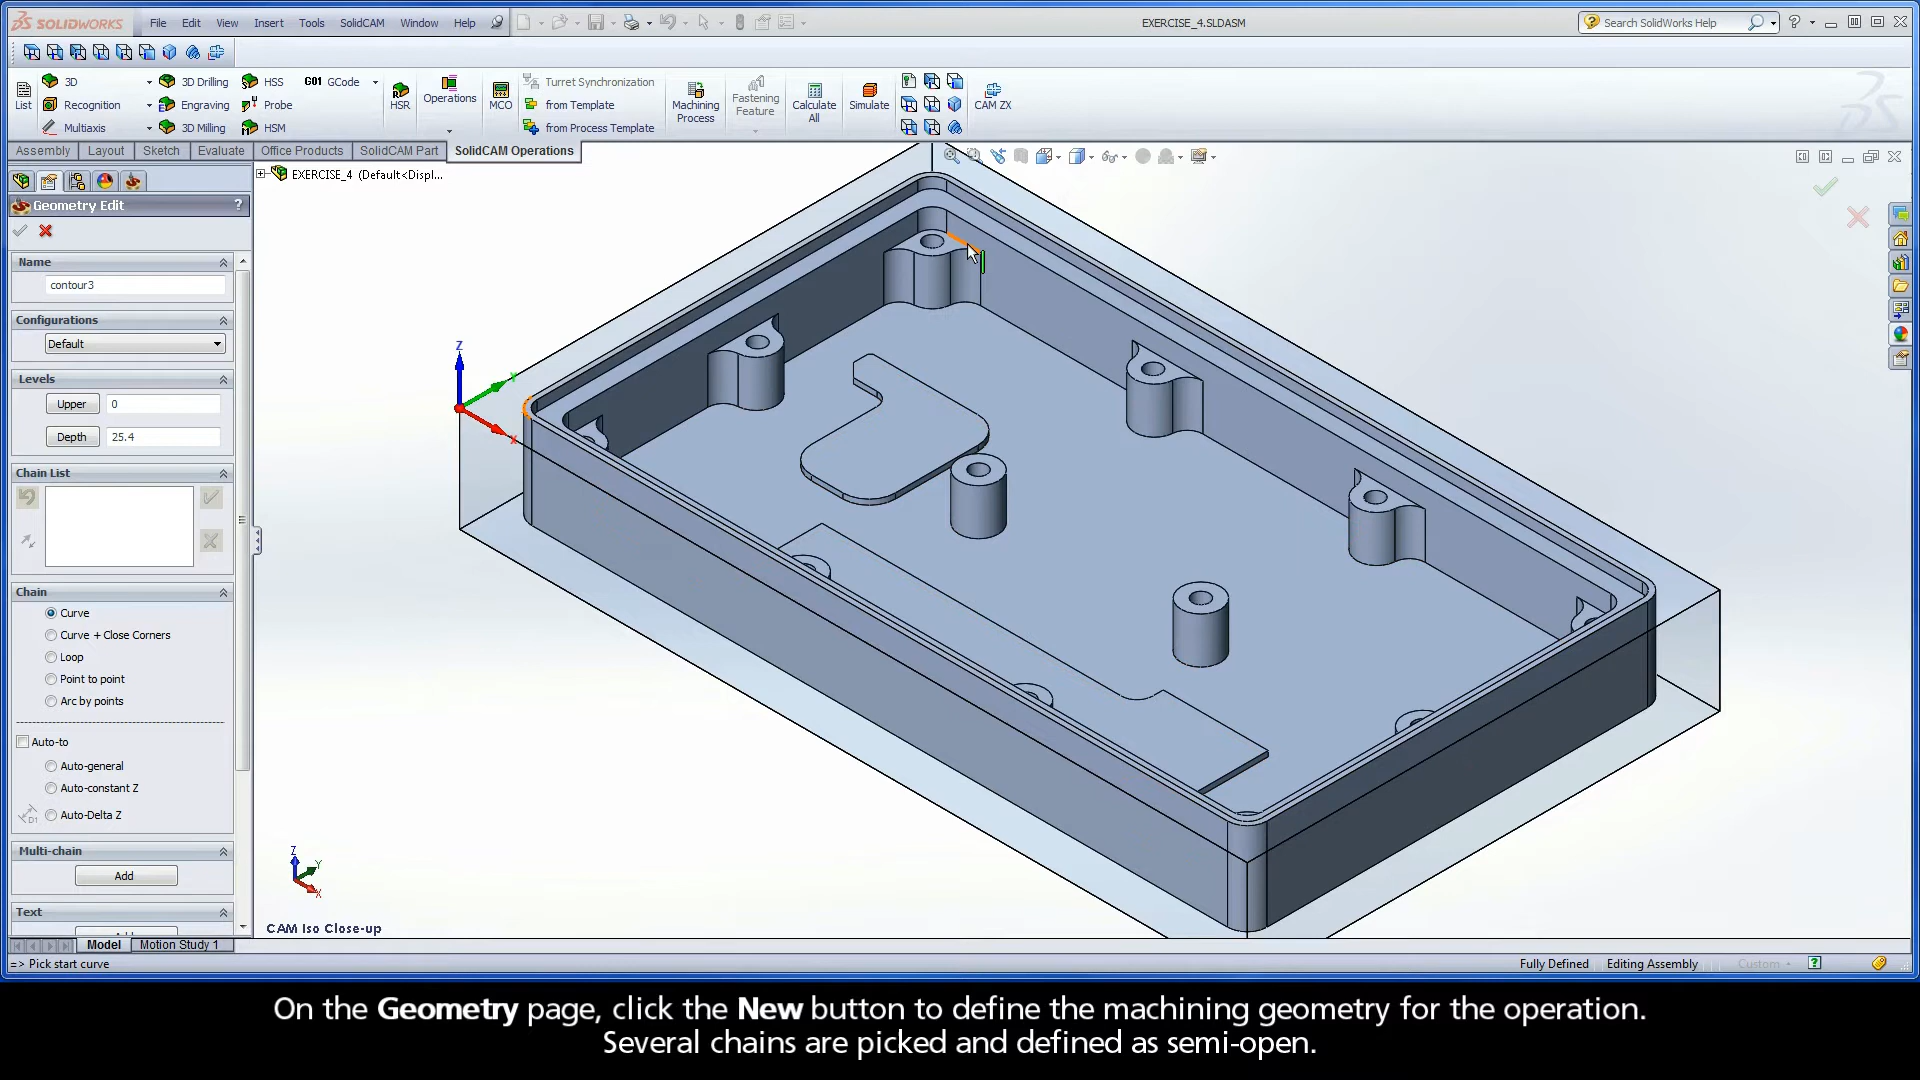 SOLIDWORKS File Edit View Insert Tools SolidCAM Window Help EXERCISE_4.SLDASM Search SolidWorks Help ?
3D 3D Drilling HSS G01 GCode Turret Synchronization
List Recognition Engraving Probe HSR Operations MCO from Template Machining Process Fastening Feature Calculate All Simulate CAM ZX
Multiaxis 3D Milling HSM from Process Template
Assembly Layout Sketch Evaluate Office Products SolidCAM Part SolidCAM Operations
EXERCISE_4 (Default<Displ...
Geometry Edit ?
Name
contour3
Configurations
Default
Levels
Upper 0
Depth 25.4
Chain List
Chain
Curve
Curve + Close Corners
Loop
Point to point
Arc by points
Auto-to
Auto-general
Auto-constant Z
Auto-Delta Z
Multi-chain
Add
Text
Z
X
Z
Y
X
CAM Iso Close-up
Model Motion Study 1
=> Pick start curve Fully Defined Editing Assembly Custom
On the Geometry page, click the New button to define the machining geometry for the operation.
Several chains are picked and defined as semi-open.